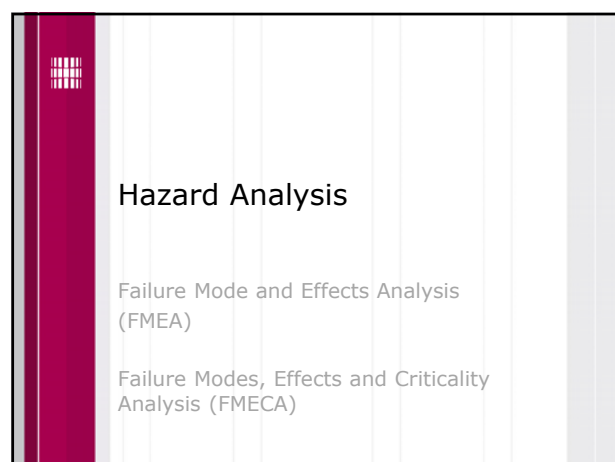 Hazard Analysis
Failure Mode and Effects Analysis
(FMEA)
Failure Modes, Effects and Criticality
Analysis (FMECA)